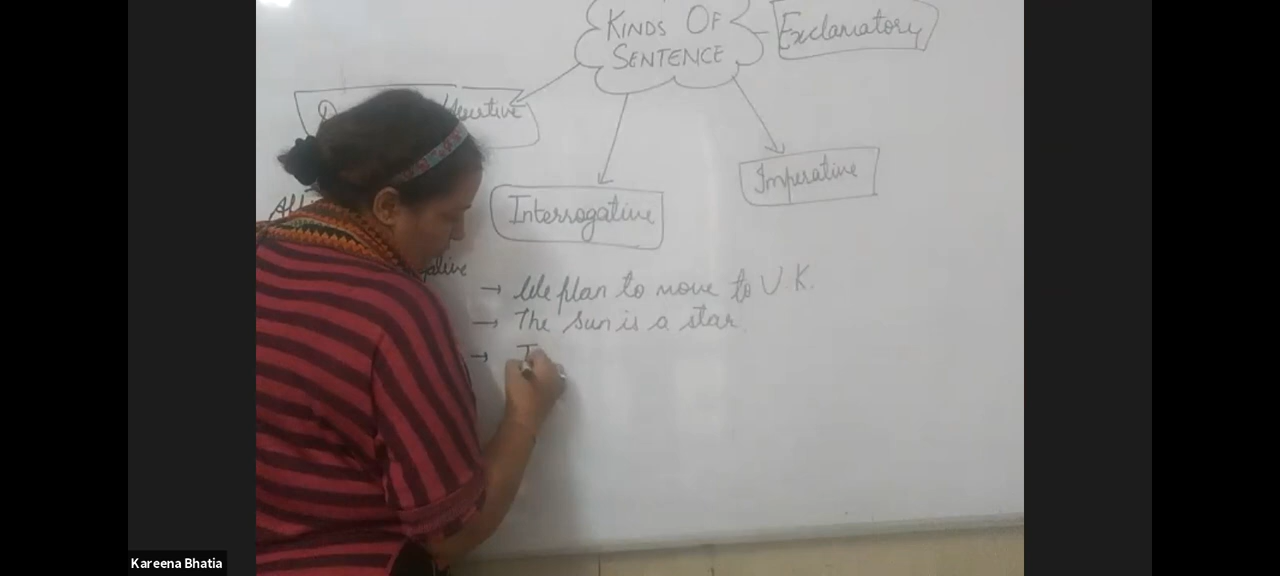 KINDS OF
SENTENCE
Exclamatory
Interrogative
Imperative
→ We plan to move to U.K.
→ The sun is a star.
→ T
Kareena Bhatia